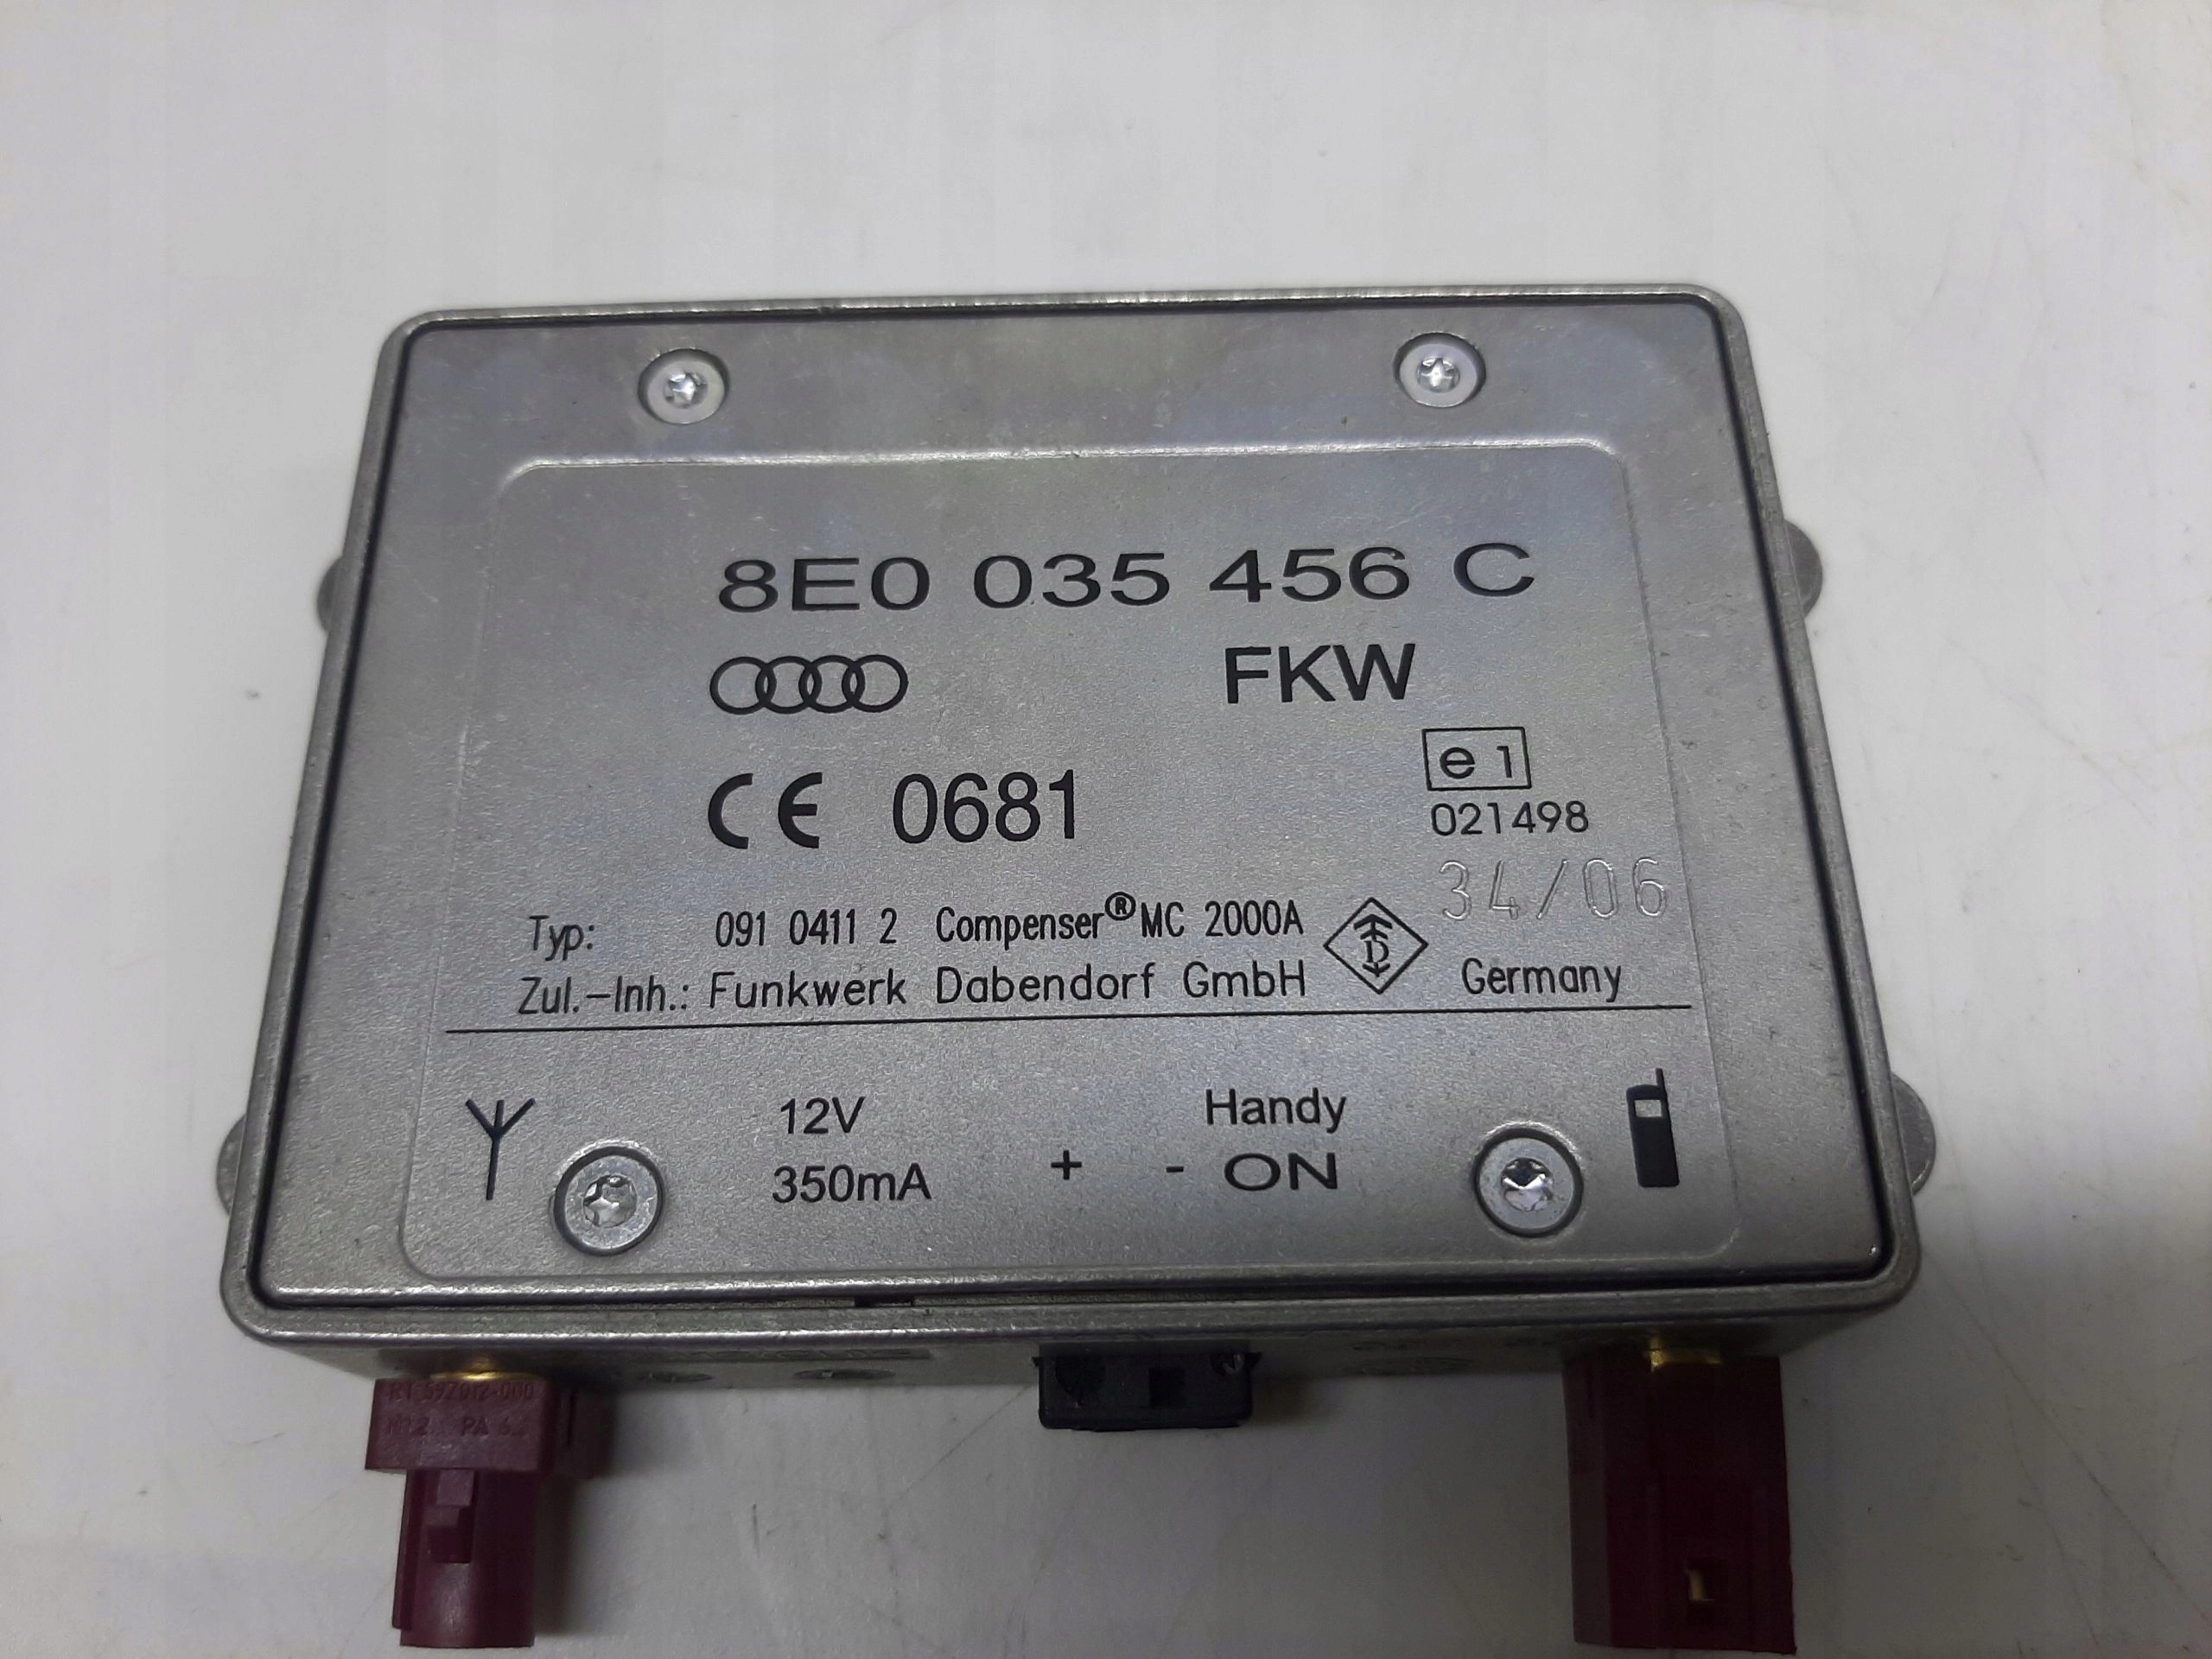 8E0 035 456 C
FKW
CE 0681
e 1
021498
34/06
Typ: 091 0411 2 Compenser® MC 2000A
Zul.-Inh.: Funkwerk Dabendorf GmbH Germany
12V Handy
350mA + - ON